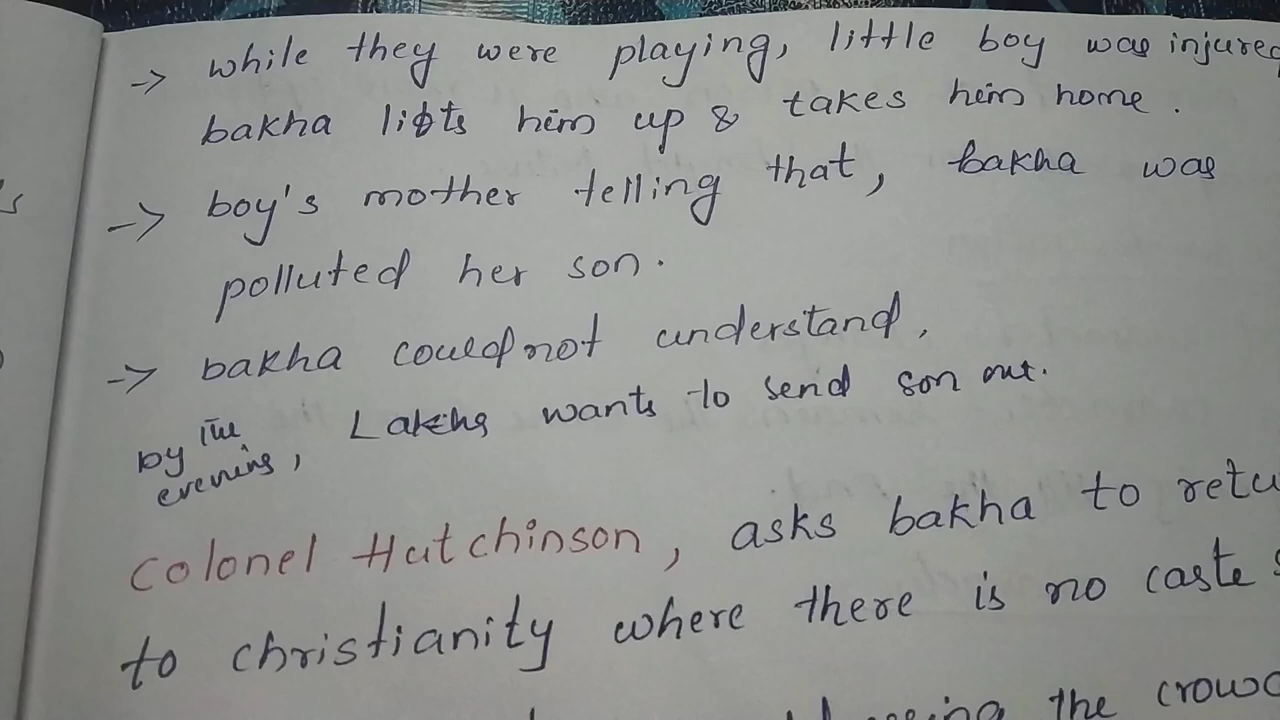 -> while they were playing, little boy was injured
bakha lifts him up & takes him home.
-> boy's mother telling that, bakha was
polluted her son.
-> bakha could not understand.
by the evening, Lakha wants to send son out.
colonel Hutchinson, asks bakha to retu
to christianity where there is no caste s
the crowd